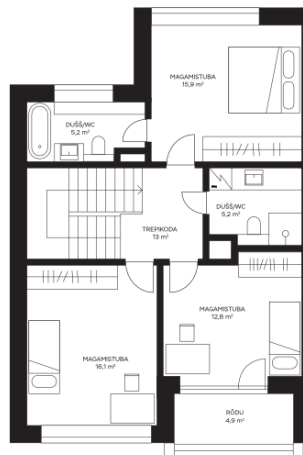 MAGAMISTUBA
15,9 m²
DUŠŠ/WC
5,2 m²
DUŠŠ/WC
5,2 m²
TREPIKODA
13 m²
MAGAMISTUBA
12,8 m²
MAGAMISTUBA
16,1 m²
RÕDU
4,9 m²